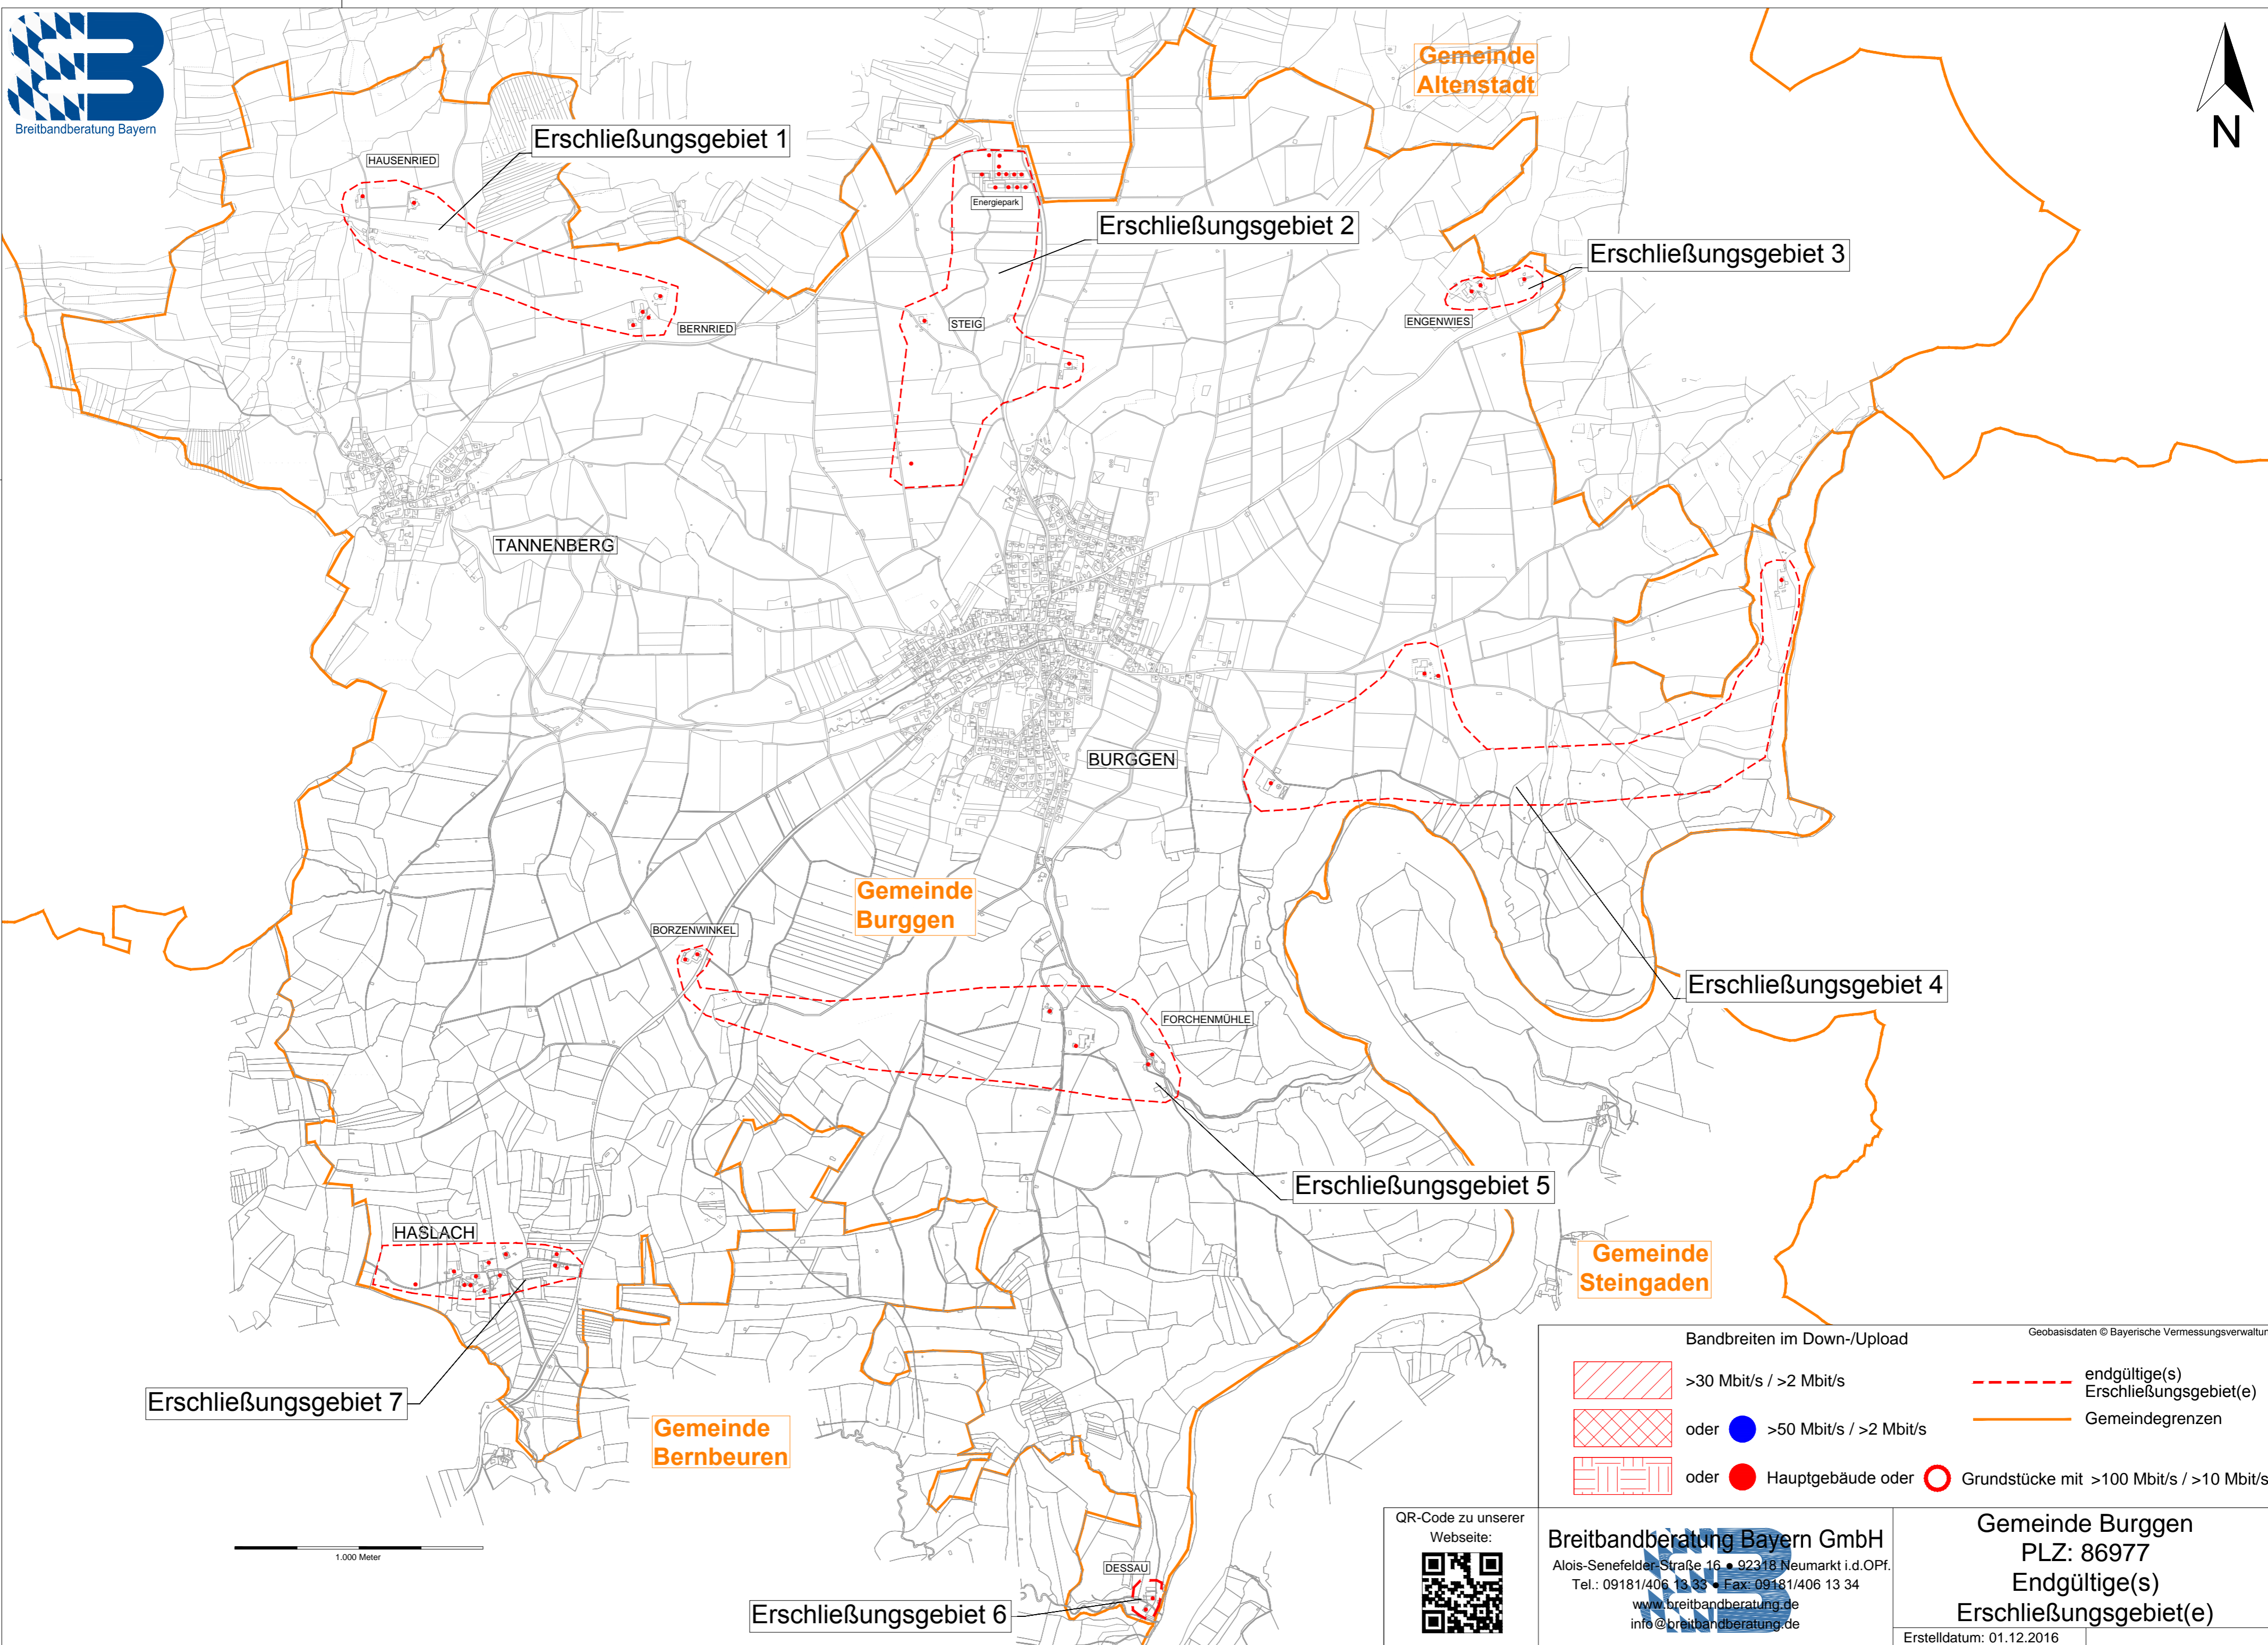 Breitbandberatung Bayern
Gemeinde
Altenstadt
N
Erschließungsgebiet 1
HAUSENRIED
Energiepark
Erschließungsgebiet 2
Erschließungsgebiet 3
BERNRIED
STEIG
ENGENWIES
TANNENBERG
BURGGEN
Gemeinde
Burggen
BORZENWINKEL
Erschließungsgebiet 4
FORCHENMÜHLE
Erschließungsgebiet 5
HASLACH
Gemeinde
Steingaden
Erschließungsgebiet 7
Gemeinde
Bernbeuren
1.000 Meter
DESSAU
Erschließungsgebiet 6
Bandbreiten im Down-/Upload
Geobasisdaten © Bayerische Vermessungsverwaltun
>30 Mbit/s / >2 Mbit/s
endgültige(s)
Erschließungsgebiet(e)
Gemeindegrenzen
oder >50 Mbit/s / >2 Mbit/s
oder Hauptgebäude oder Grundstücke mit >100 Mbit/s / >10 Mbit/s
QR-Code zu unserer
Webseite:
Breitbandberatung Bayern GmbH
Alois-Senefelder-Straße 16 ● 92318 Neumarkt i.d.OPf.
Tel.: 09181/406 13 33 ● Fax: 09181/406 13 34
www.breitbandberatung.de
info@breitbandberatung.de
Gemeinde Burggen
PLZ: 86977
Endgültige(s)
Erschließungsgebiet(e)
Erstelldatum: 01.12.2016